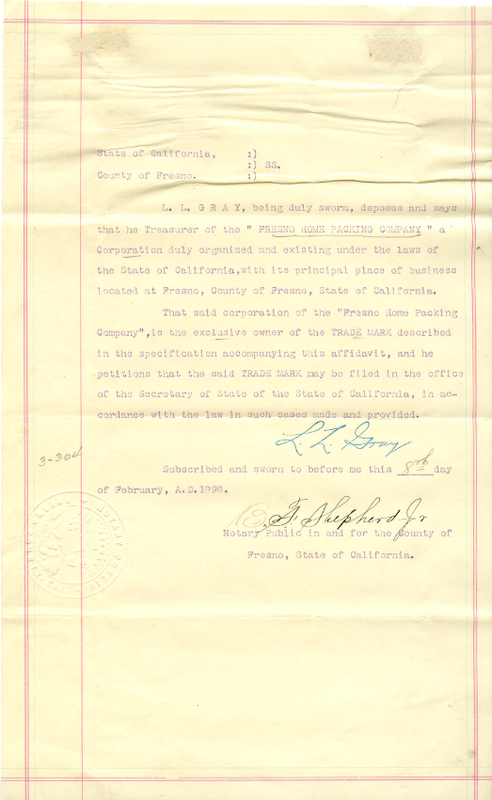 State of California, :)
:) SS.
County of Fresno. :)
L. L. GRAY, being duly sworn, deposes and says
that he Treasurer of the " FRESNO HOME PACKING COMPANY " a
Corporation duly organized and existing under the laws of
the State of California,with its principal place of business
located at Fresno, County of Fresno, State of California.
That said corporation of the "Fresno Home Packing
Company",is the exclusive owner of the TRADE MARK described
in the specification accompanying this affidavit, and he
petitions that the said TRADE MARK may be filed in the office
of the Secretary of State of the State of California, in ac-
cordance with the law in such cases made and provided.
L. L. Gray
3-304
Subscribed and sworn to before me this 8th day
of February, A.D.1898.
B. F. Shepherd Jr
Notary Public in and for the County of
Fresno, State of California.